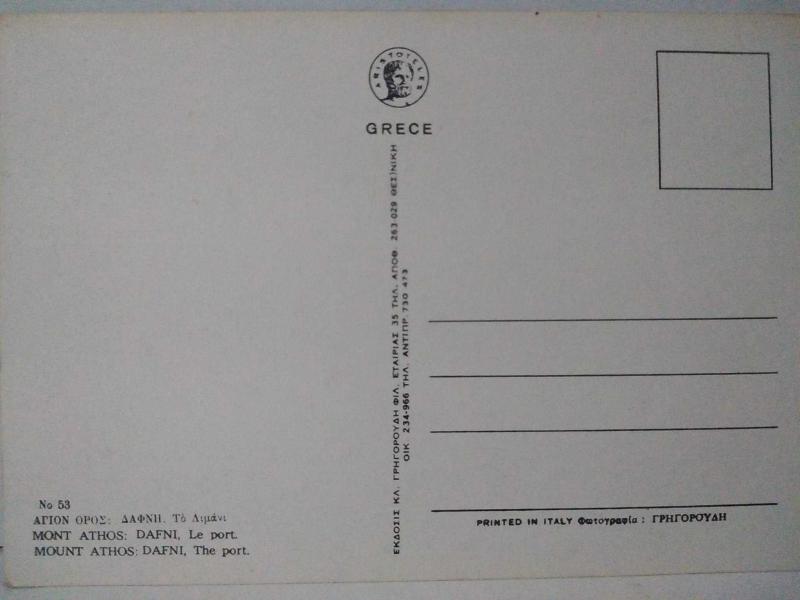 ARISTOTELES
GRECE
ΕΚΔΟΣΙΣ ΚΛ. ΓΡΗΓΟΡΟΥΔΗ ΦΙΛ. ΕΤΑΙΡΙΑΣ 35 ΤΗΛ. ΑΠΟΘ. 263-029 ΘΕΣ)ΝΙΚΗ
ΟΙΚ. 234-966 ΤΗΛ. ΑΝΤΙΠΡ. 730 473
No 53
ΑΓΙΟΝ ΟΡΟΣ: ΔΑΦΝΗ. Τὸ Λιμάνι
MONT ATHOS: DAFNI, Le port.
MOUNT ATHOS: DAFNI, The port.
PRINTED IN ITALY Φωτογραφία : ΓΡΗΓΟΡΟΥΔΗ